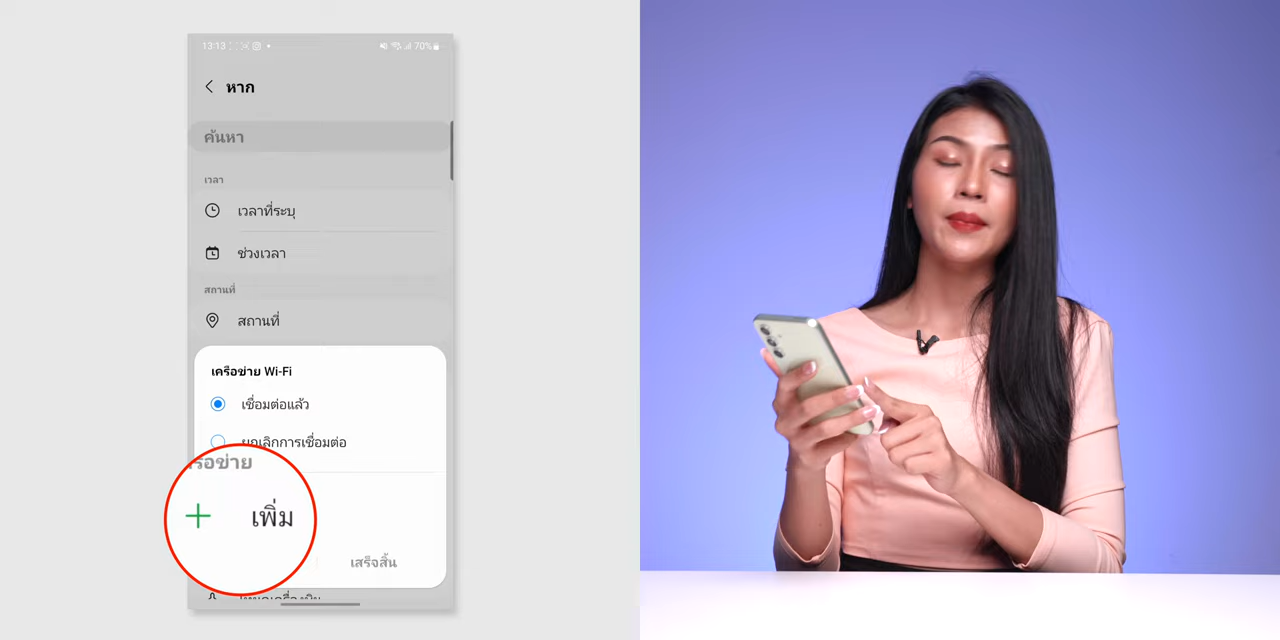 13:13
70%
หาก
ค้นหา
เวลา
เวลาที่ระบุ
ช่วงเวลา
สถานที่
สถานที่
เครือข่าย Wi-Fi
เชื่อมต่อแล้ว
ยกเลิกการเชื่อมต่อ
รือข่าย
เพิ่ม
เสร็จสิ้น